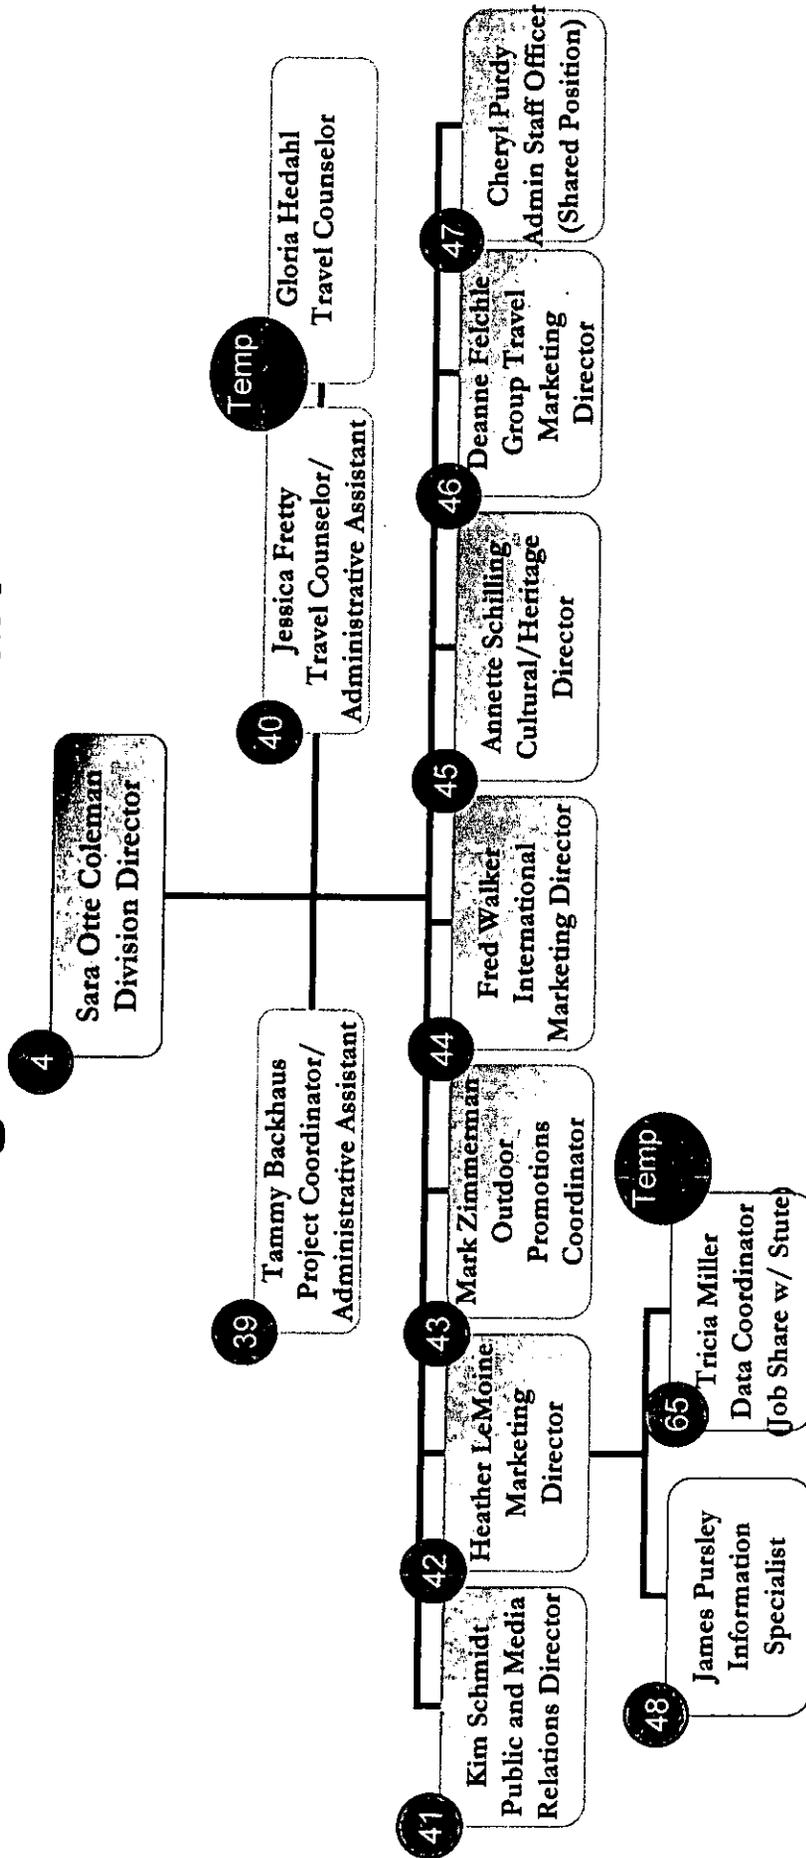 4
Sara Otte Coleman
Division Director
39
Tammy Backhaus
Project Coordinator/
Administrative Assistant
40
Jessica Fretty
Travel Counselor/
Administrative Assistant
Temp
Gloria Hedahl
Travel Counselor
41
Kim Schmidt
Public and Media
Relations Director
42
Heather LeMoine
Marketing
Director
43
Mark Zimmerman
Outdoor
Promotions
Coordinator
44
Fred Walker
International
Marketing Director
45
Annette Schilling
Cultural/Heritage
Director
46
Deanne Felchle
Group Travel
Marketing
Director
47
Cheryl Purdy
Admin Staff Officer
(Shared Position)
48
James Pursley
Information
Specialist
65
Temp
Tricia Miller
Data Coordinator
(Job Share w/ Stute)